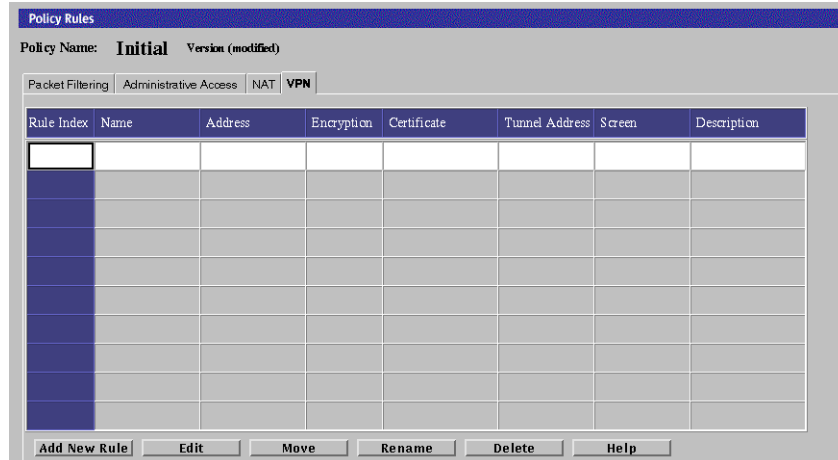 Policy Rules
Policy Name: Initial Version (modified)
Packet Filtering Administrative Access NAT VPN
Rule Index Name Address Encryption Certificate Tunnel Address Screen Description
Add New Rule Edit Move Rename Delete Help